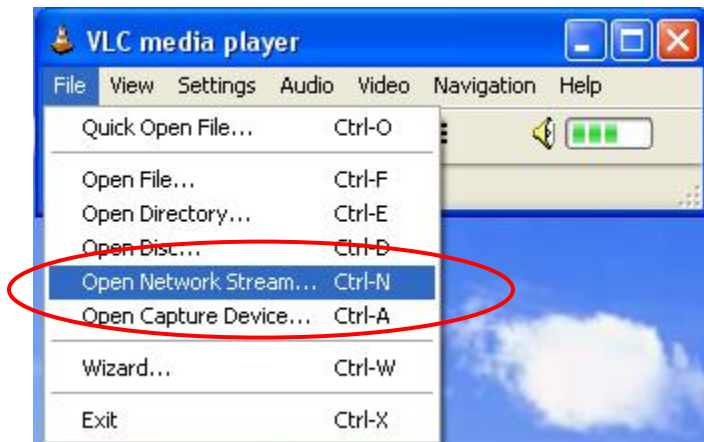 VLC media player
File View Settings Audio Video Navigation Help
Quick Open File... Ctrl-O
Open File... Ctrl-F
Open Directory... Ctrl-E
Open Disc... Ctrl-D
Open Network Stream... Ctrl-N
Open Capture Device... Ctrl-A
Wizard... Ctrl-W
Exit Ctrl-X